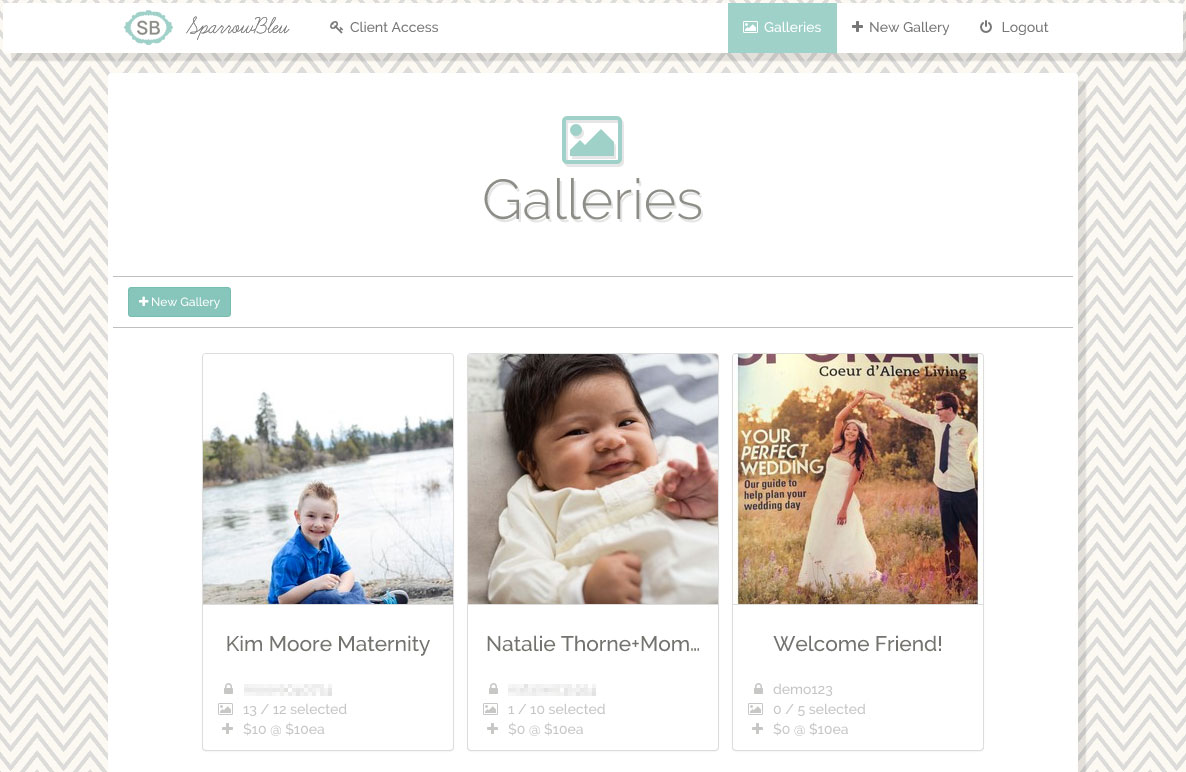 SB SparrowBleu Client Access Galleries New Gallery Logout
Galleries
New Gallery
SPOKANE
Coeur d'Alene Living
YOUR
PERFECT
WEDDING
Our guide to
help plan your
wedding day
Kim Moore Maternity
13 / 12 selected
$10 @ $10ea
Natalie Thorne+Mom…
1 / 10 selected
$0 @ $10ea
Welcome Friend!
demo123
0 / 5 selected
$0 @ $10ea